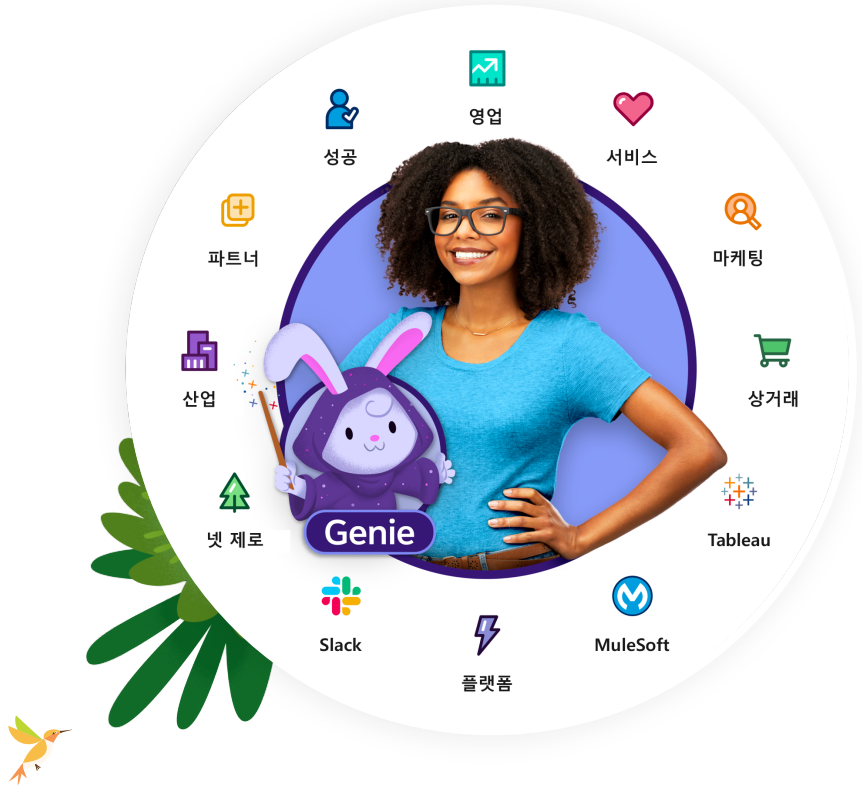 영업
성공
서비스
파트너
마케팅
산업
상거래
Genie
넷 제로
Tableau
Slack
MuleSoft
플랫폼